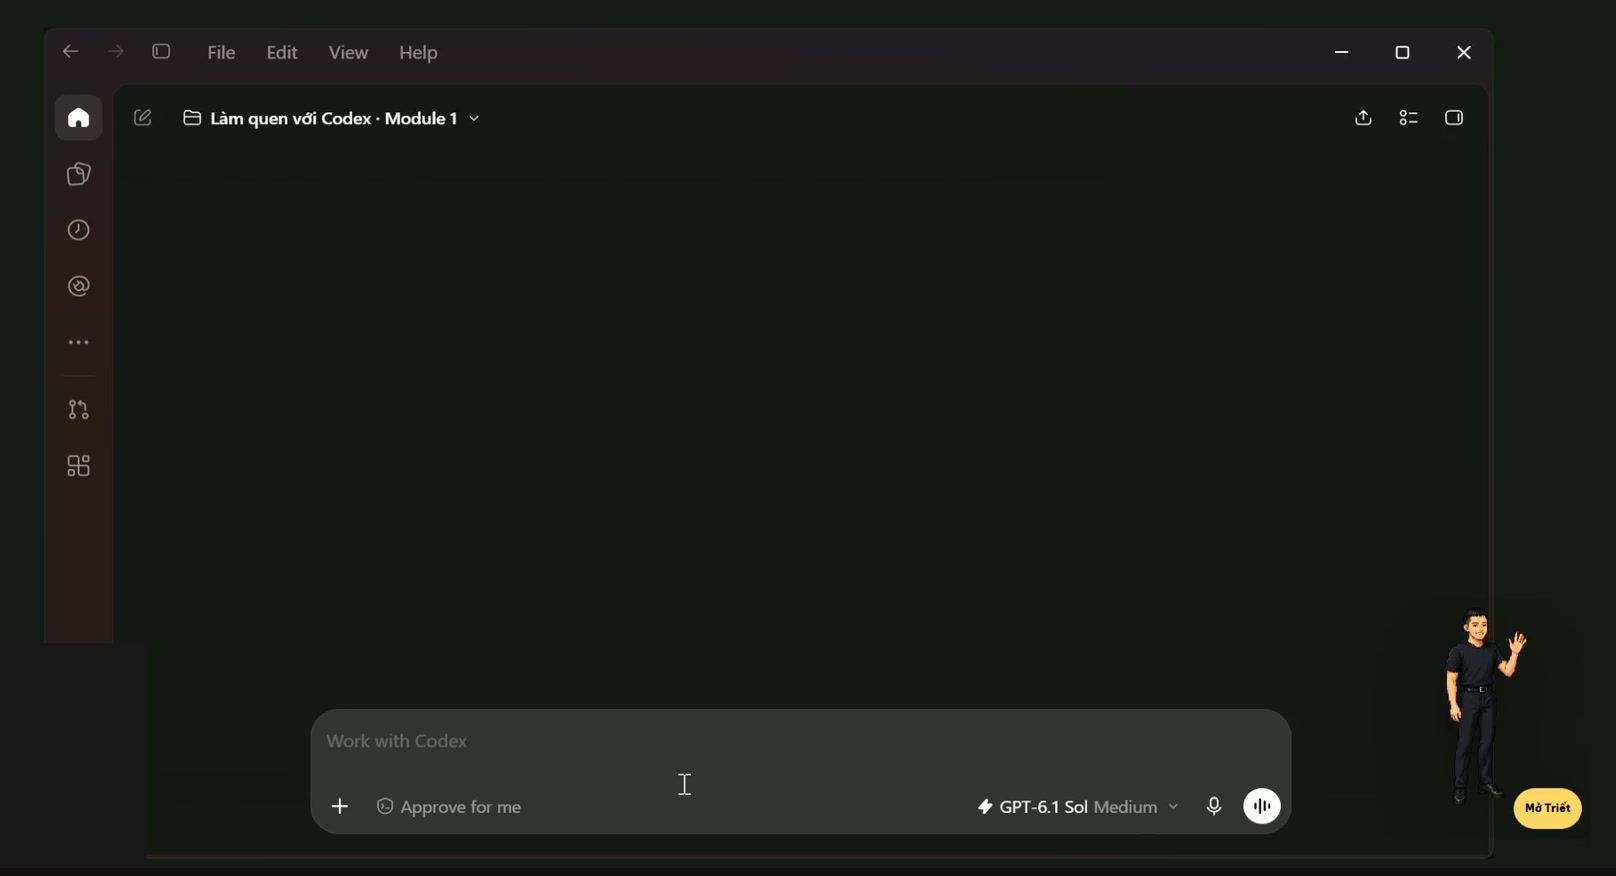 File Edit View Help
Làm quen với Codex · Module 1
Work with Codex
Approve for me
GPT-6.1 Sol Medium
Mở Triết